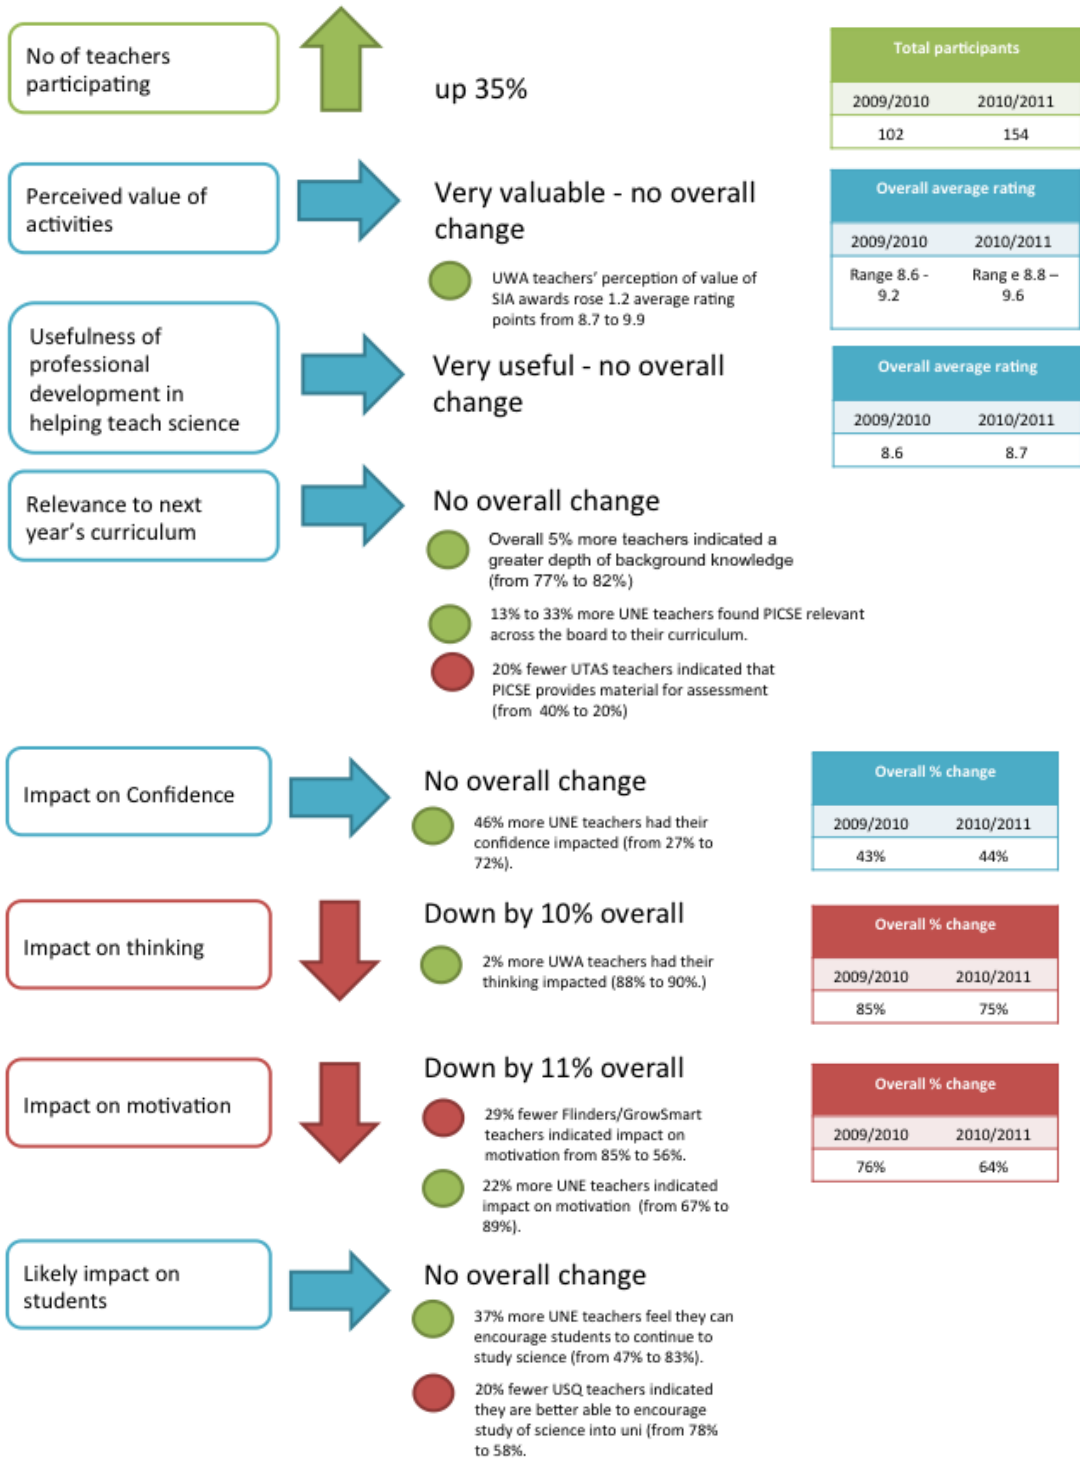 No of teachers
participating
up 35%
Total participants
2009/2010 2010/2011
102 154
Perceived value of
activities
Very valuable - no overall
change
UWA teachers' perception of value of
SIA awards rose 1.2 average rating
points from 8.7 to 9.9
Overall average rating
2009/2010 2010/2011
Range 8.6 - Rang e 8.8 –
9.2 9.6
Usefulness of
professional
development in
helping teach science
Very useful - no overall
change
Overall average rating
2009/2010 2010/2011
8.6 8.7
Relevance to next
year's curriculum
No overall change
Overall 5% more teachers indicated a
greater depth of background knowledge
(from 77% to 82%)
13% to 33% more UNE teachers found PICSE relevant
across the board to their curriculum.
20% fewer UTAS teachers indicated that
PICSE provides material for assessment
(from 40% to 20%)
Impact on Confidence
No overall change
46% more UNE teachers had their
confidence impacted (from 27% to
72%).
Overall % change
2009/2010 2010/2011
43% 44%
Impact on thinking
Down by 10% overall
2% more UWA teachers had their
thinking impacted (88% to 90%.)
Overall % change
2009/2010 2010/2011
85% 75%
Impact on motivation
Down by 11% overall
29% fewer Flinders/GrowSmart
teachers indicated impact on
motivation from 85% to 56%.
22% more UNE teachers indicated
impact on motivation (from 67% to
89%).
Overall % change
2009/2010 2010/2011
76% 64%
Likely impact on
students
No overall change
37% more UNE teachers feel they can
encourage students to continue to
study science (from 47% to 83%).
20% fewer USQ teachers indicated
they are better able to encourage
study of science into uni (from 78%
to 58%.